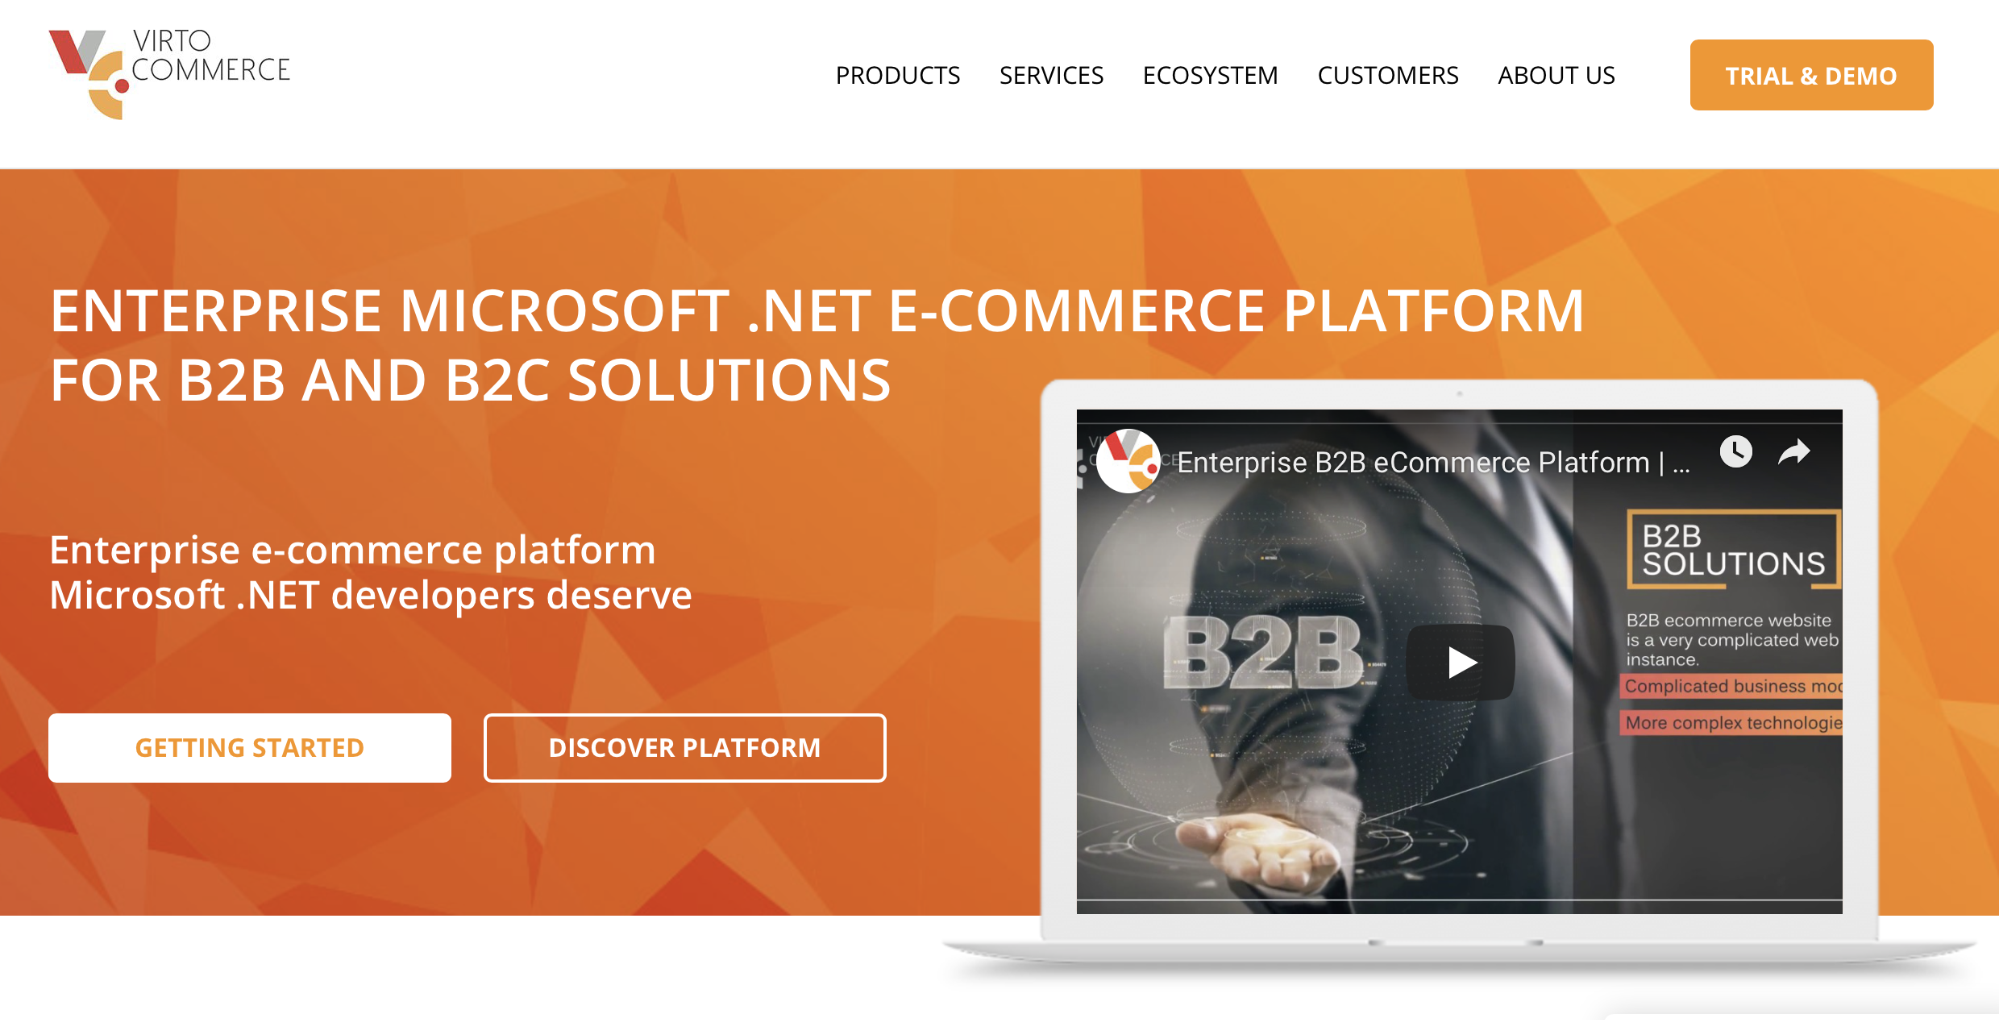 VIRTO
COMMERCE
PRODUCTS
SERVICES
ECOSYSTEM
CUSTOMERS
ABOUT US
TRIAL & DEMO
ENTERPRISE MICROSOFT .NET E-COMMERCE PLATFORM
FOR B2B AND B2C SOLUTIONS
Enterprise e-commerce platform
Microsoft .NET developers deserve
GETTING STARTED
DISCOVER PLATFORM
Enterprise B2B eCommerce Platform | ...
B2B
B2B
SOLUTIONS
B2B ecommerce website
is a very complicated web
instance.
Complicated business
More complex